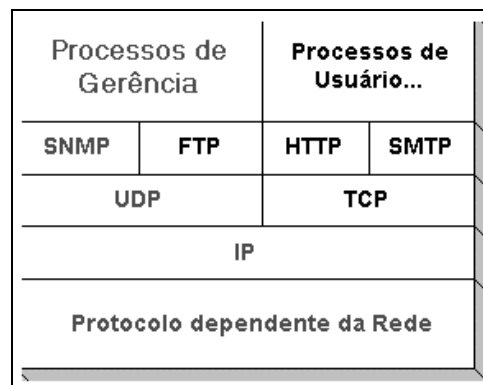 Processos de
Gerência
Processos de
Usuário...
SNMP FTP HTTP SMTP
UDP TCP
IP
Protocolo dependente da Rede